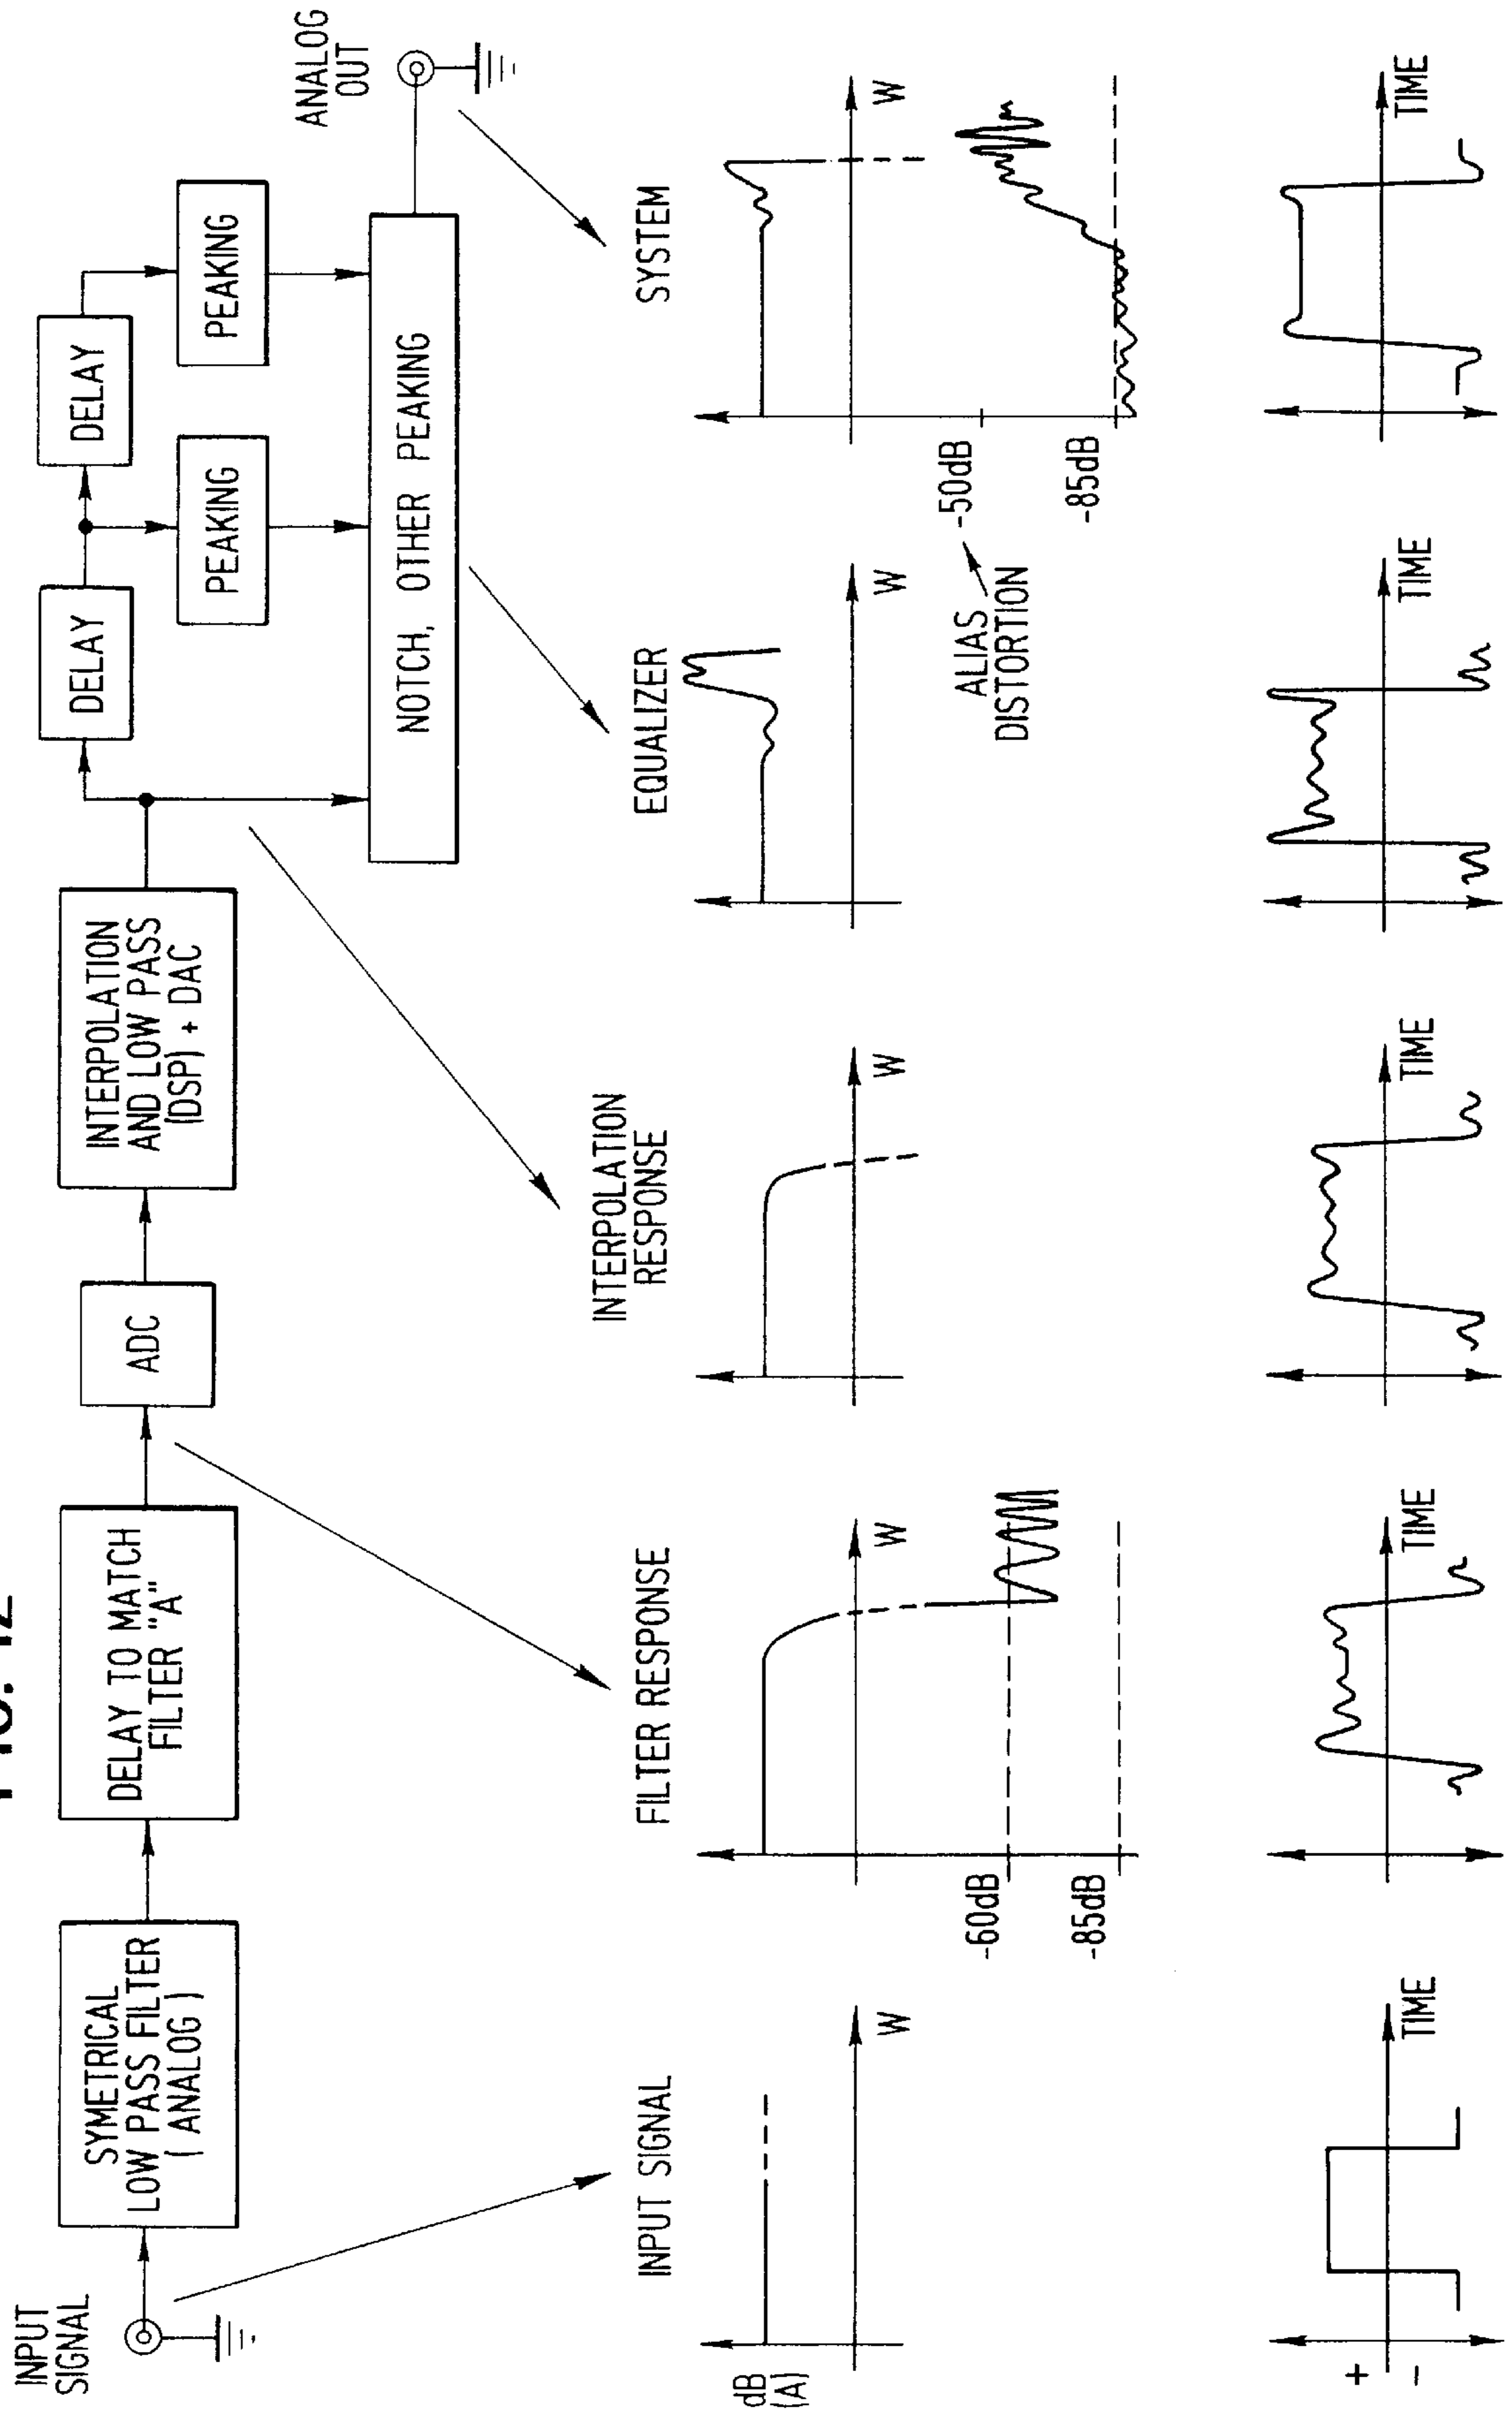 FIG. 12
INPUT
SIGNAL
SYMETRICAL
LOW PASS FILTER
( ANALOG )
DELAY TO MATCH
FILTER "A"
ADC
INTERPOLATION
AND LOW PASS
(DSP) + DAC
DELAY
DELAY
PEAKING
PEAKING
NOTCH, OTHER PEAKING
ANALOG
OUT
INPUT SIGNAL
dB
(A)
W
FILTER RESPONSE
W
-60dB
-85dB
INTERPOLATION
RESPONSE
W
EQUALIZER
W
ALIAS
DISTORTION
SYSTEM
W
-50dB
-85dB
+
-
TIME
TIME
TIME
TIME
TIME